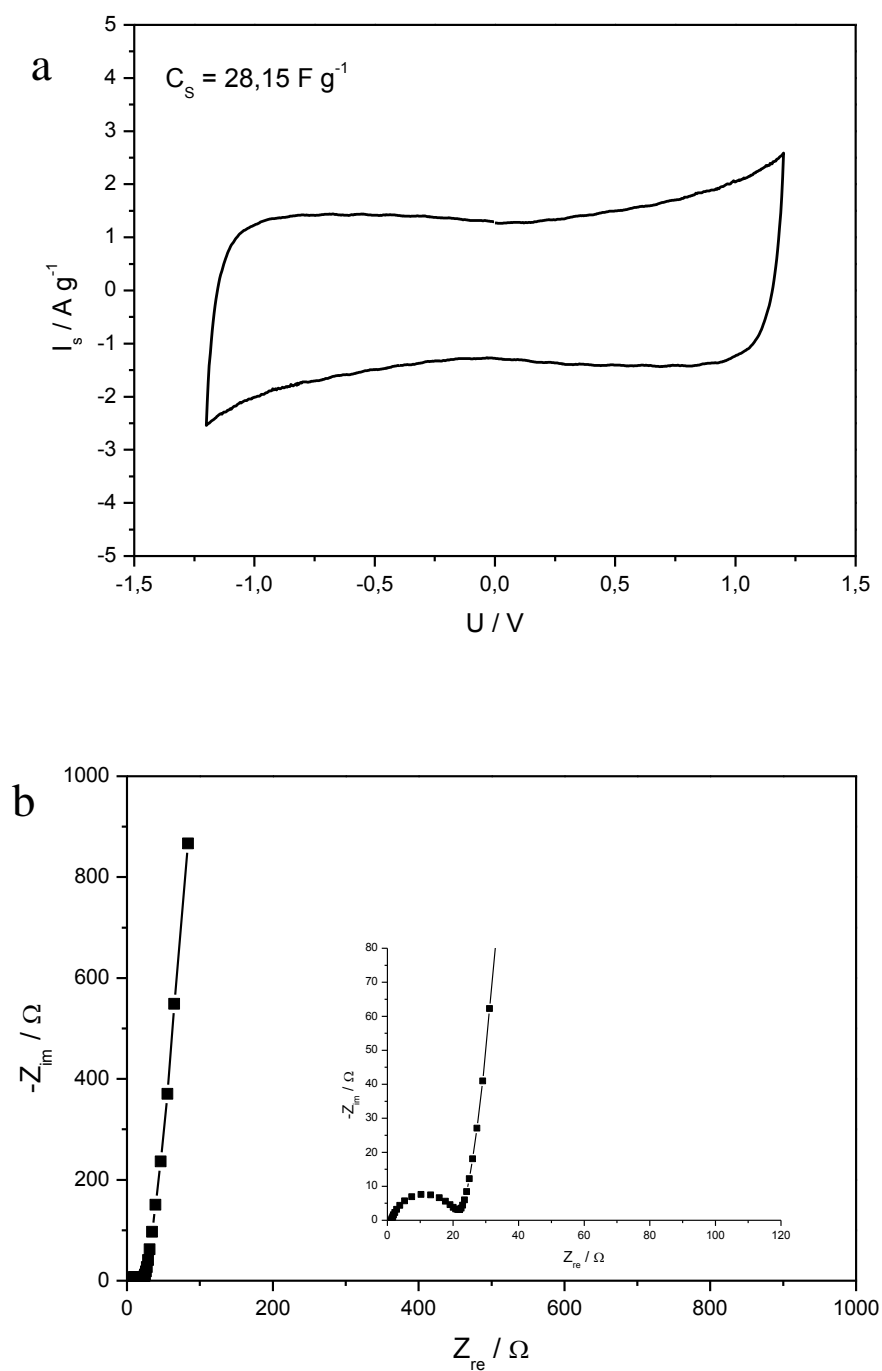 a
C_S = 28,15 F g^-1
5
4
3
2
1
0
-1
-2
-3
-4
-5
I_s / A g^-1
-1,5 -1,0 -0,5 0,0 0,5 1,0 1,5
U / V
b
1000
800
600
400
200
0
-Z_im / Ω
80
70
60
50
40
30
20
10
0
-Z_im / Ω
0 20 40 60 80 100 120
Z_re / Ω
0 200 400 600 800 1000
Z_re / Ω